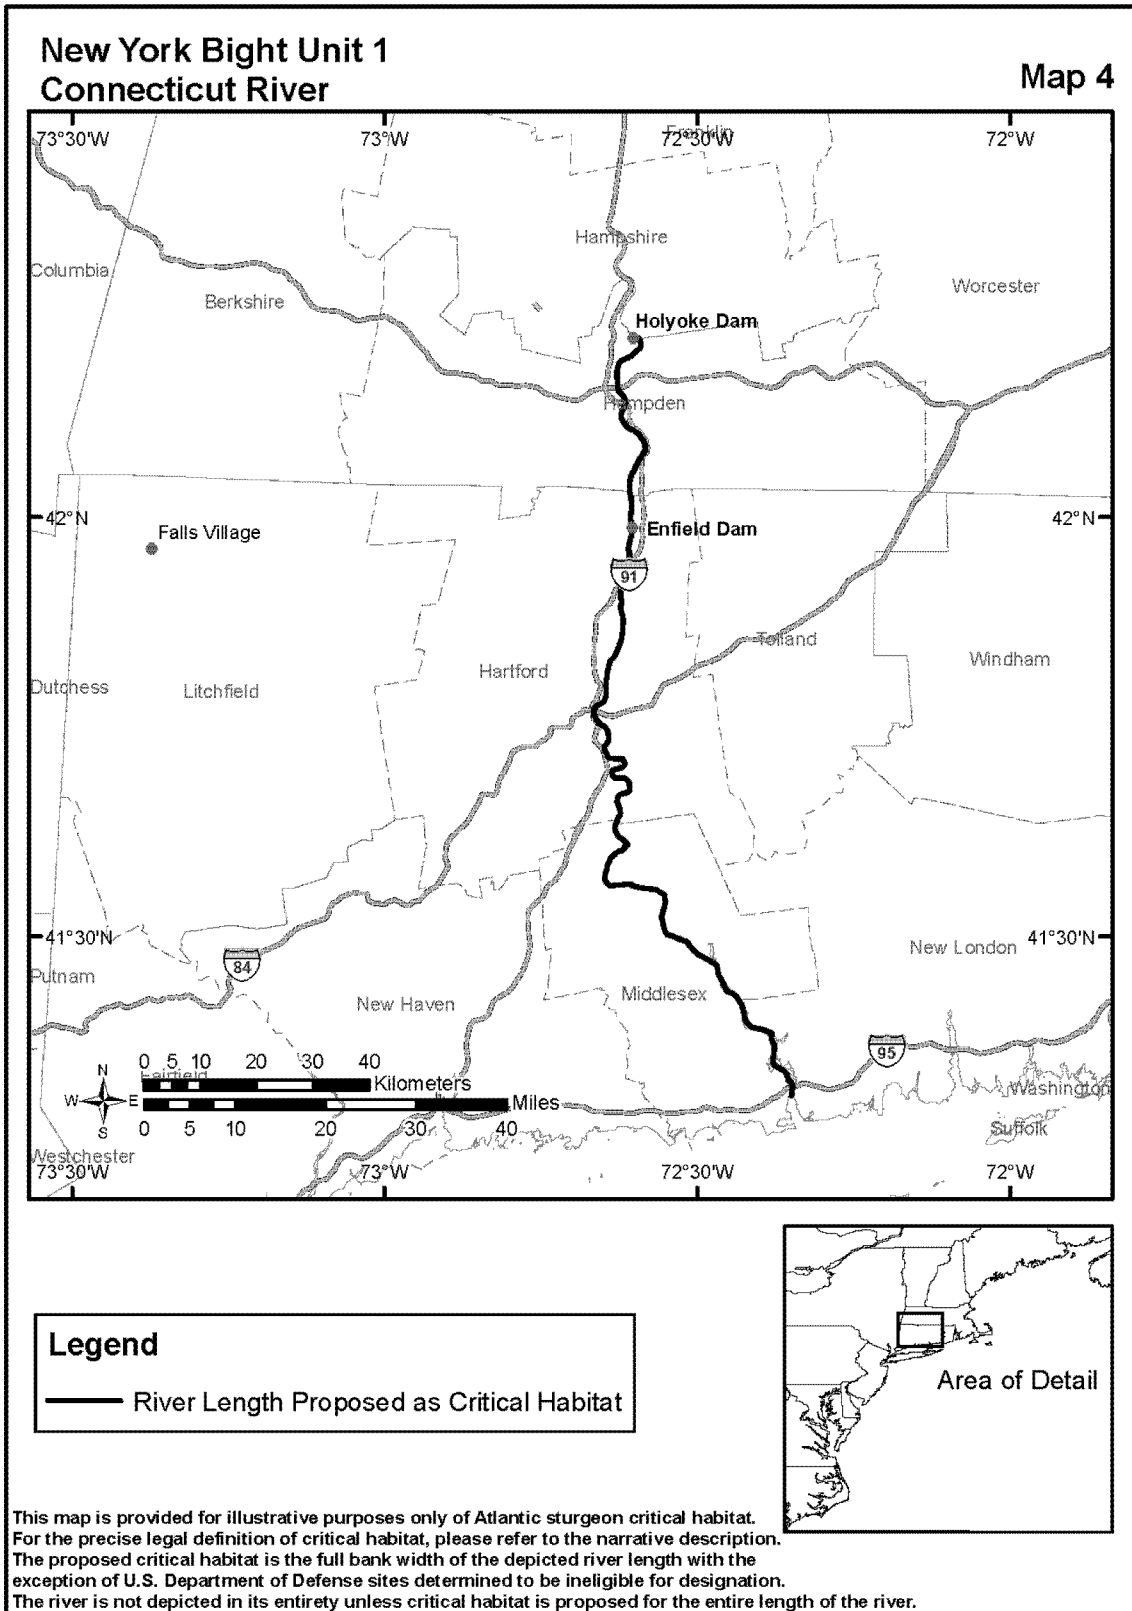 New York Bight Unit 1
Connecticut River
Map 4
73°30'W 73°W 72°30'W 72°W
Franklin
Hampshire
Columbia
Berkshire
Worcester
Holyoke Dam
Hampden
42°N 42°N
Falls Village
Enfield Dam
91
Tolland
Hartford
Windham
Dutchess
Litchfield
41°30'N 41°30'N
New London
84
Putnam
Middlesex
New Haven
95
0 5 10 20 30 40
Fairfield
Kilometers
N
W E
S
Miles
0 5 10 20 30 40
Washington
Suffolk
Westchester
73°30'W 73°W 72°30'W 72°W
Legend
River Length Proposed as Critical Habitat
Area of Detail
This map is provided for illustrative purposes only of Atlantic sturgeon critical habitat.
For the precise legal definition of critical habitat, please refer to the narrative description.
The proposed critical habitat is the full bank width of the depicted river length with the
exception of U.S. Department of Defense sites determined to be ineligible for designation.
The river is not depicted in its entirety unless critical habitat is proposed for the entire length of the river.